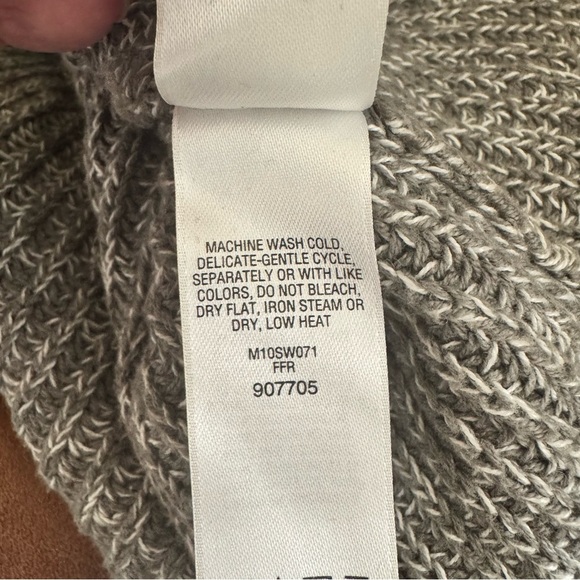 MACHINE WASH COLD,
DELICATE-GENTLE CYCLE,
SEPARATELY OR WITH LIKE
COLORS, DO NOT BLEACH,
DRY FLAT, IRON STEAM OR
DRY, LOW HEAT
M10SW071
FFR
907705